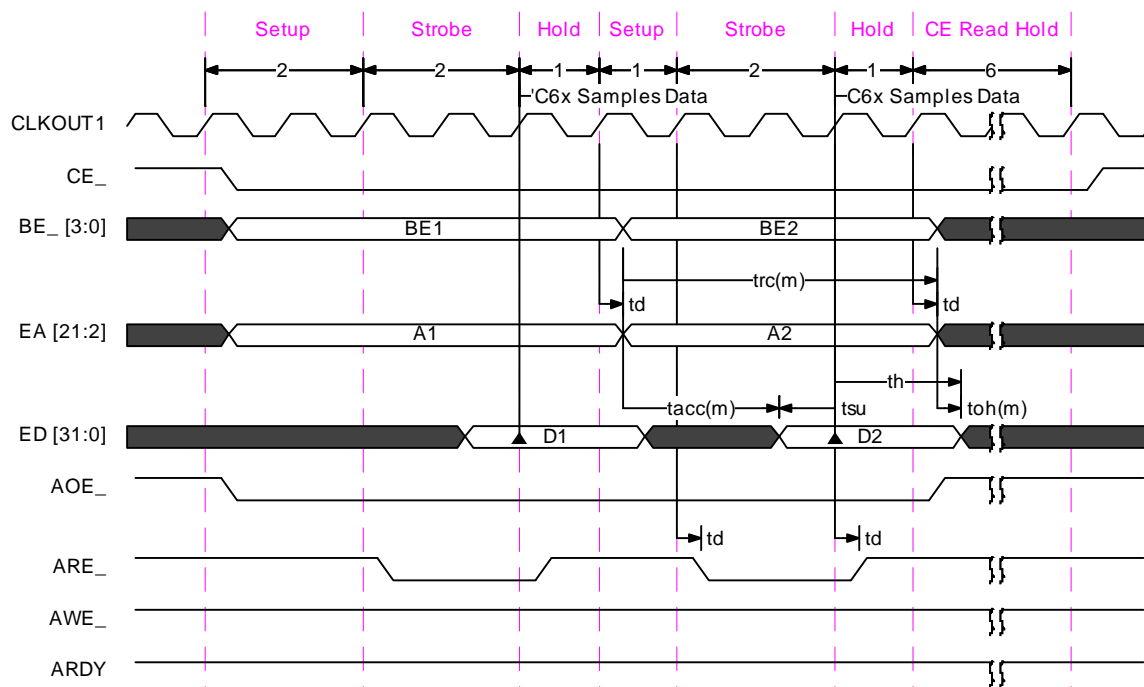 Setup Strobe Hold Setup Strobe Hold CE Read Hold
2 2 1 1 2 1 6
'C6x Samples Data C6x Samples Data
CLKOUT1
CE_
BE_ [3:0] BE1 BE2
trc(m)
td td
EA [21:2] A1 A2
th
tacc(m) tsu toh(m)
ED [31:0] D1 D2
AOE_
td td
ARE_
AWE_
ARDY